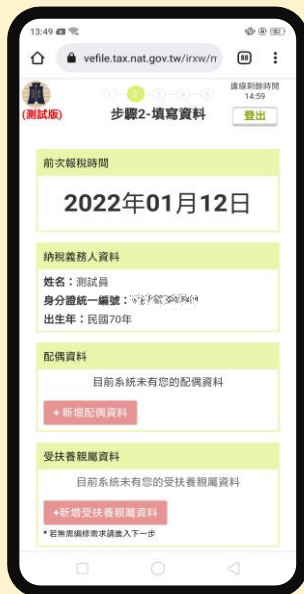 13:49
vefile.tax.nat.gov.tw/irxw/n
88
(測試版)
1 2 3 4 5
步驟2-填寫資料
連線剩餘時間
14:59
登出
前次報稅時間
2022年01月12日
納稅義務人資料
姓名：測試員
身分證統一編號：
出生年：民國70年
配偶資料
目前系統未有您的配偶資料
+新增配偶資料
受扶養親屬資料
目前系統未有您的受扶養親屬資料
+新增受扶養親屬資料
* 若無需編修需求請進入下一步